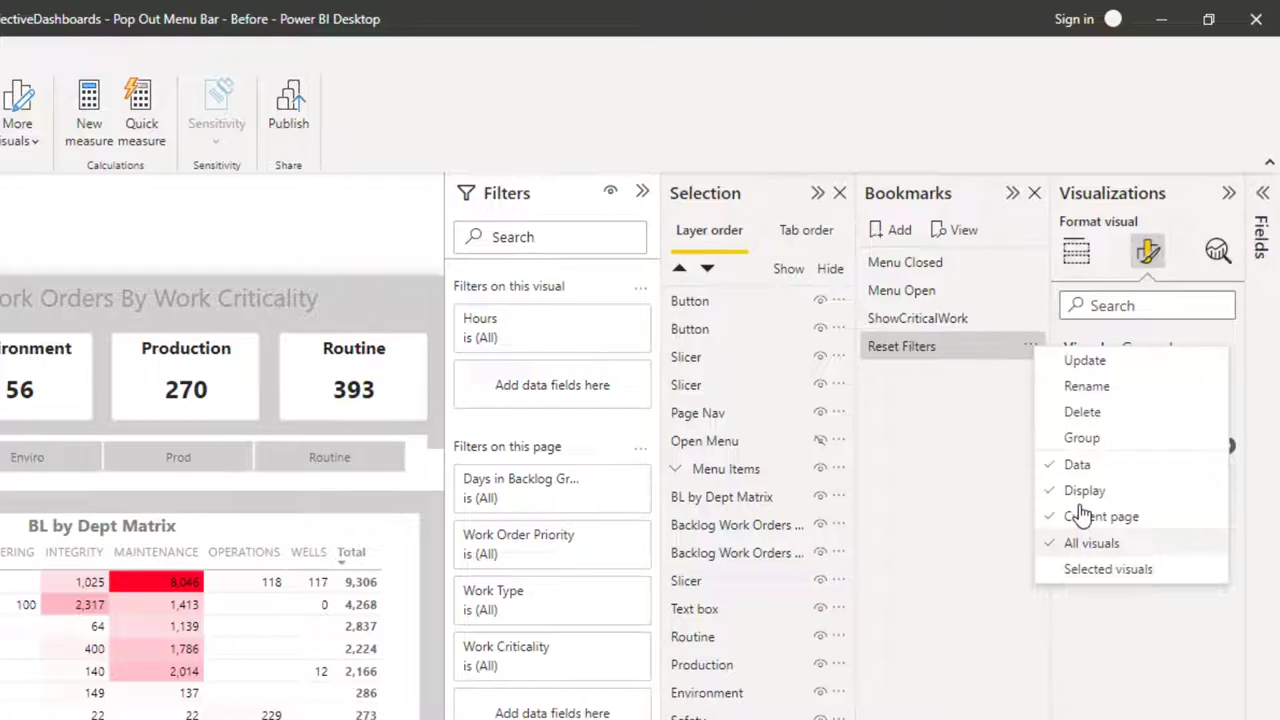 ectiveDashboards - Pop Out Menu Bar - Before - Power BI Desktop
Sign in
More
isuals
New
measure
Quick
measure
Sensitivity
Publish
Calculations
Sensitivity
Share
ork Orders By Work Criticality
ironment
56
Production
270
Routine
393
Enviro
Prod
Routine
BL by Dept Matrix
ERING INTEGRITY MAINTENANCE OPERATIONS WELLS Total
1,025 8,046 118 117 9,306
100 2,317 1,413 0 4,268
64 1,139 2,837
400 1,786 2,224
140 2,014 12 2,166
149 137 286
22 22 229 273
Filters
Search
Filters on this visual ...
Hours
is (All)
Add data fields here
Filters on this page ...
Days in Backlog Gr...
is (All)
Work Order Priority
is (All)
Work Type
is (All)
Work Criticality
is (All)
Add data fields here
Selection
Layer order
Tab order
Show
Hide
Button
Button
Slicer
Slicer
Page Nav
Open Menu
Menu Items
BL by Dept Matrix
Backlog Work Orders ...
Backlog Work Orders ...
Slicer
Text box
Routine
Production
Environment
Bookmarks
Add
View
Menu Closed
Menu Open
ShowCriticalWork
Reset Filters
Update
Rename
Delete
Group
Data
Display
Current page
All visuals
Selected visuals
Visualizations
Format visual
Search
Fields